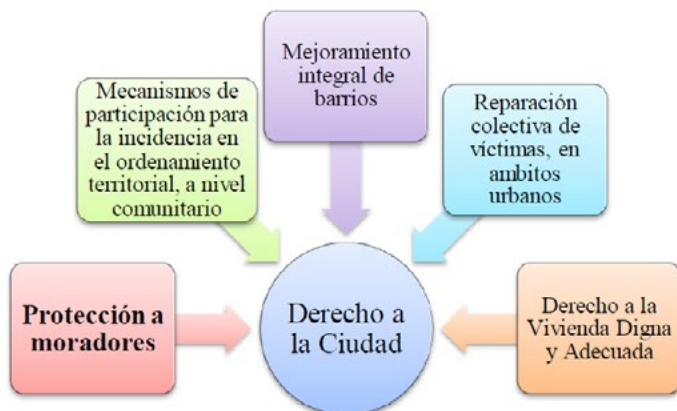 Mejoramiento
integral de
barrios
Mecanismos de
participación para
la incidencia en
el ordenamiento
territorial, a nivel
comunitario
Reparación
colectiva de
víctimas, en
ambitos
urbanos
Protección a
moradores
Derecho a
la Ciudad
Derecho a la
Vivienda Digna
y Adecuada